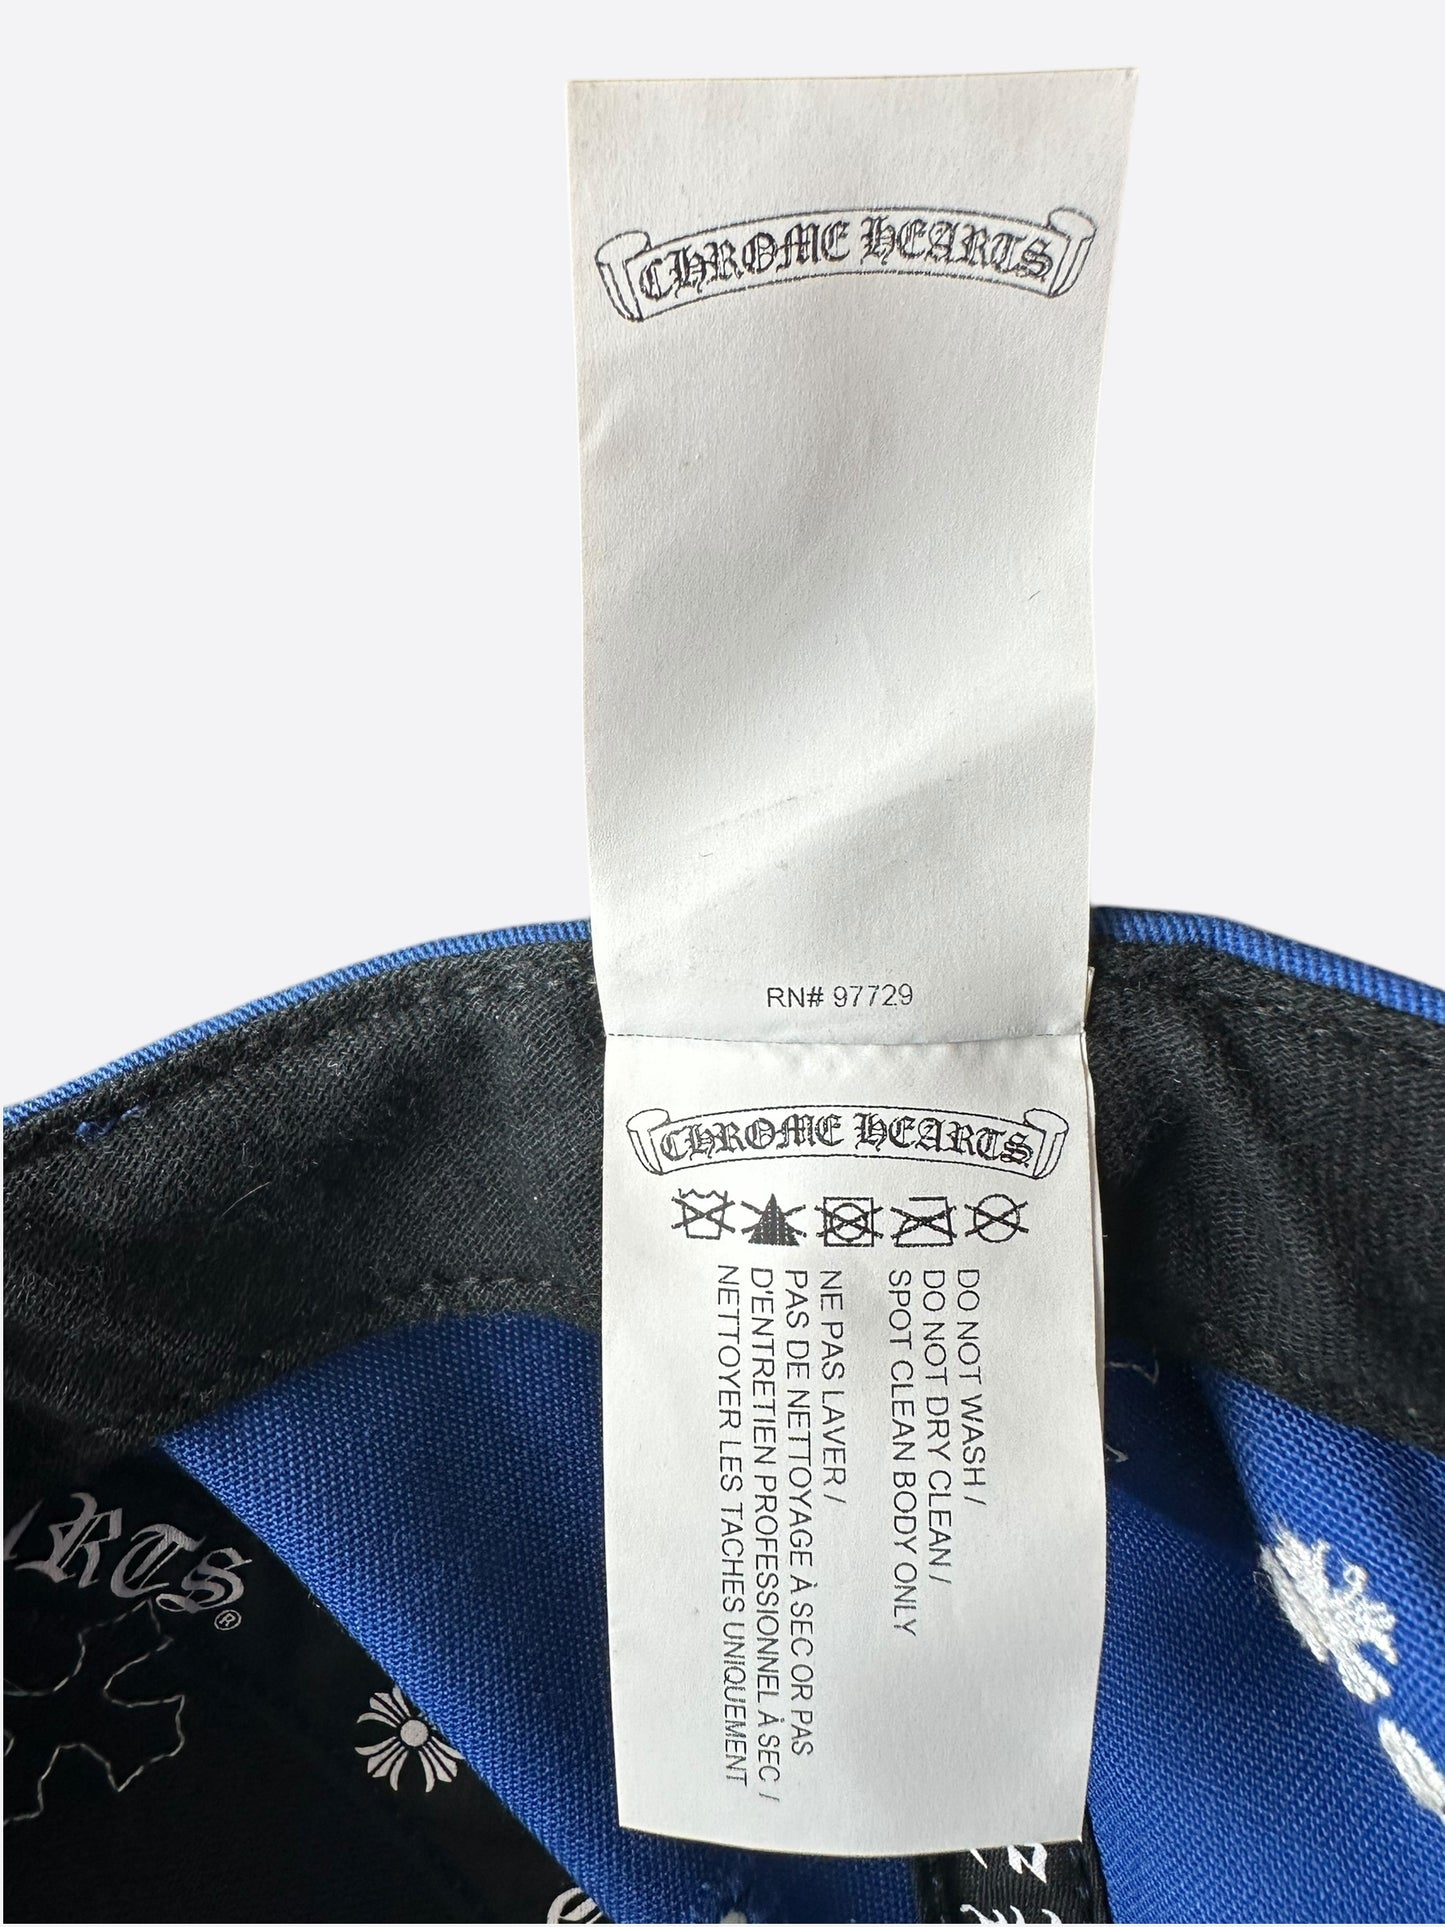 CHROME HEARTS
RN# 97729
CHROME HEARTS
DO NOT WASH /
DO NOT DRY CLEAN /
SPOT CLEAN BODY ONLY
NE PAS LAVER /
PAS DE NETTOYAGE À SEC OR PAS
D'ENTRETIEN PROFESSIONNEL À SEC /
NETTOYER LES TACHES UNIQUEMENT
ARTS®